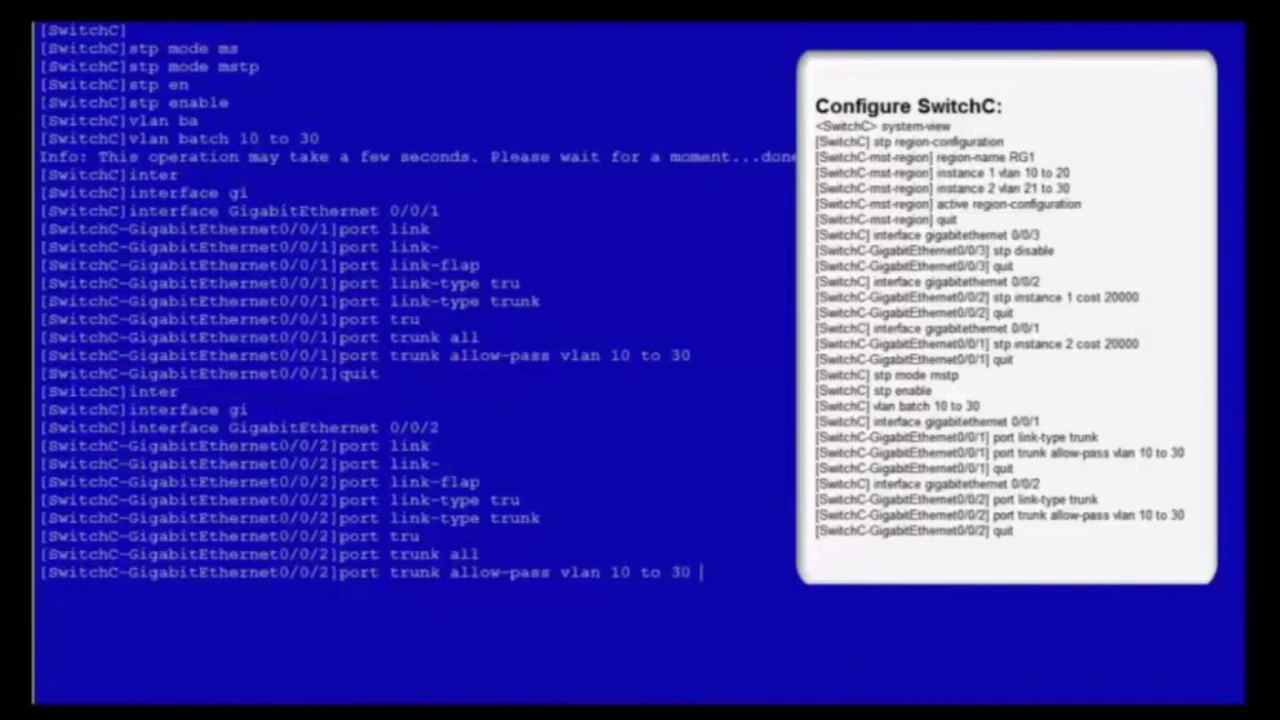 [SwitchC]
[SwitchC]stp mode ms
[SwitchC]stp mode mstp
[SwitchC]stp en
[SwitchC]stp enable
[SwitchC]vlan ba
[SwitchC]vlan batch 10 to 30
Info: This operation may take a few seconds. Please wait for a moment...done
[SwitchC]inter
[SwitchC]interface gi
[SwitchC]interface GigabitEthernet 0/0/1
[SwitchC-GigabitEthernet0/0/1]port link
[SwitchC-GigabitEthernet0/0/1]port link-
[SwitchC-GigabitEthernet0/0/1]port link-flap
[SwitchC-GigabitEthernet0/0/1]port link-type tru
[SwitchC-GigabitEthernet0/0/1]port link-type trunk
[SwitchC-GigabitEthernet0/0/1]port tru
[SwitchC-GigabitEthernet0/0/1]port trunk all
[SwitchC-GigabitEthernet0/0/1]port trunk allow-pass vlan 10 to 30
[SwitchC-GigabitEthernet0/0/1]quit
[SwitchC]inter
[SwitchC]interface gi
[SwitchC]interface GigabitEthernet 0/0/2
[SwitchC-GigabitEthernet0/0/2]port link
[SwitchC-GigabitEthernet0/0/2]port link-
[SwitchC-GigabitEthernet0/0/2]port link-flap
[SwitchC-GigabitEthernet0/0/2]port link-type tru
[SwitchC-GigabitEthernet0/0/2]port link-type trunk
[SwitchC-GigabitEthernet0/0/2]port tru
[SwitchC-GigabitEthernet0/0/2]port trunk all
[SwitchC-GigabitEthernet0/0/2]port trunk allow-pass vlan 10 to 30
Configure SwitchC:
<SwitchC> system-view
[SwitchC] stp region-configuration
[SwitchC-mst-region] region-name RG1
[SwitchC-mst-region] instance 1 vlan 10 to 20
[SwitchC-mst-region] instance 2 vlan 21 to 30
[SwitchC-mst-region] active region-configuration
[SwitchC-mst-region] quit
[SwitchC] interface gigabitethernet 0/0/3
[SwitchC-GigabitEthernet0/0/3] stp disable
[SwitchC-GigabitEthernet0/0/3] quit
[SwitchC] interface gigabitethernet 0/0/2
[SwitchC-GigabitEthernet0/0/2] stp instance 1 cost 20000
[SwitchC-GigabitEthernet0/0/2] quit
[SwitchC] interface gigabitethernet 0/0/1
[SwitchC-GigabitEthernet0/0/1] stp instance 2 cost 20000
[SwitchC-GigabitEthernet0/0/1] quit
[SwitchC] stp mode mstp
[SwitchC] stp enable
[SwitchC] vlan batch 10 to 30
[SwitchC] interface gigabitethernet 0/0/1
[SwitchC-GigabitEthernet0/0/1] port link-type trunk
[SwitchC-GigabitEthernet0/0/1] port trunk allow-pass vlan 10 to 30
[SwitchC-GigabitEthernet0/0/1] quit
[SwitchC] interface gigabitethernet 0/0/2
[SwitchC-GigabitEthernet0/0/2] port link-type trunk
[SwitchC-GigabitEthernet0/0/2] port trunk allow-pass vlan 10 to 30
[SwitchC-GigabitEthernet0/0/2] quit